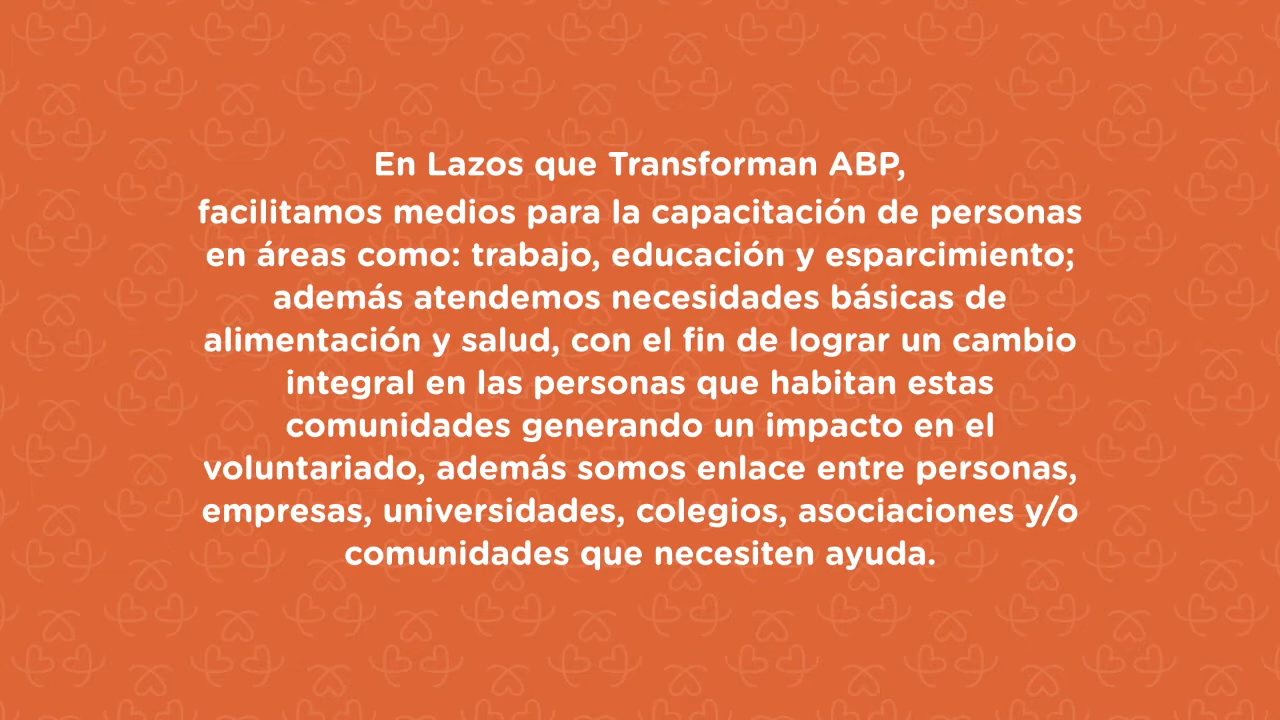 En Lazos que Transforman ABP,
facilitamos medios para la capacitación de personas
en áreas como: trabajo, educación y esparcimiento;
además atendemos necesidades básicas de
alimentación y salud, con el fin de lograr un cambio
integral en las personas que habitan estas
comunidades generando un impacto en el
voluntariado, además somos enlace entre personas,
empresas, universidades, colegios, asociaciones y/o
comunidades que necesiten ayuda.